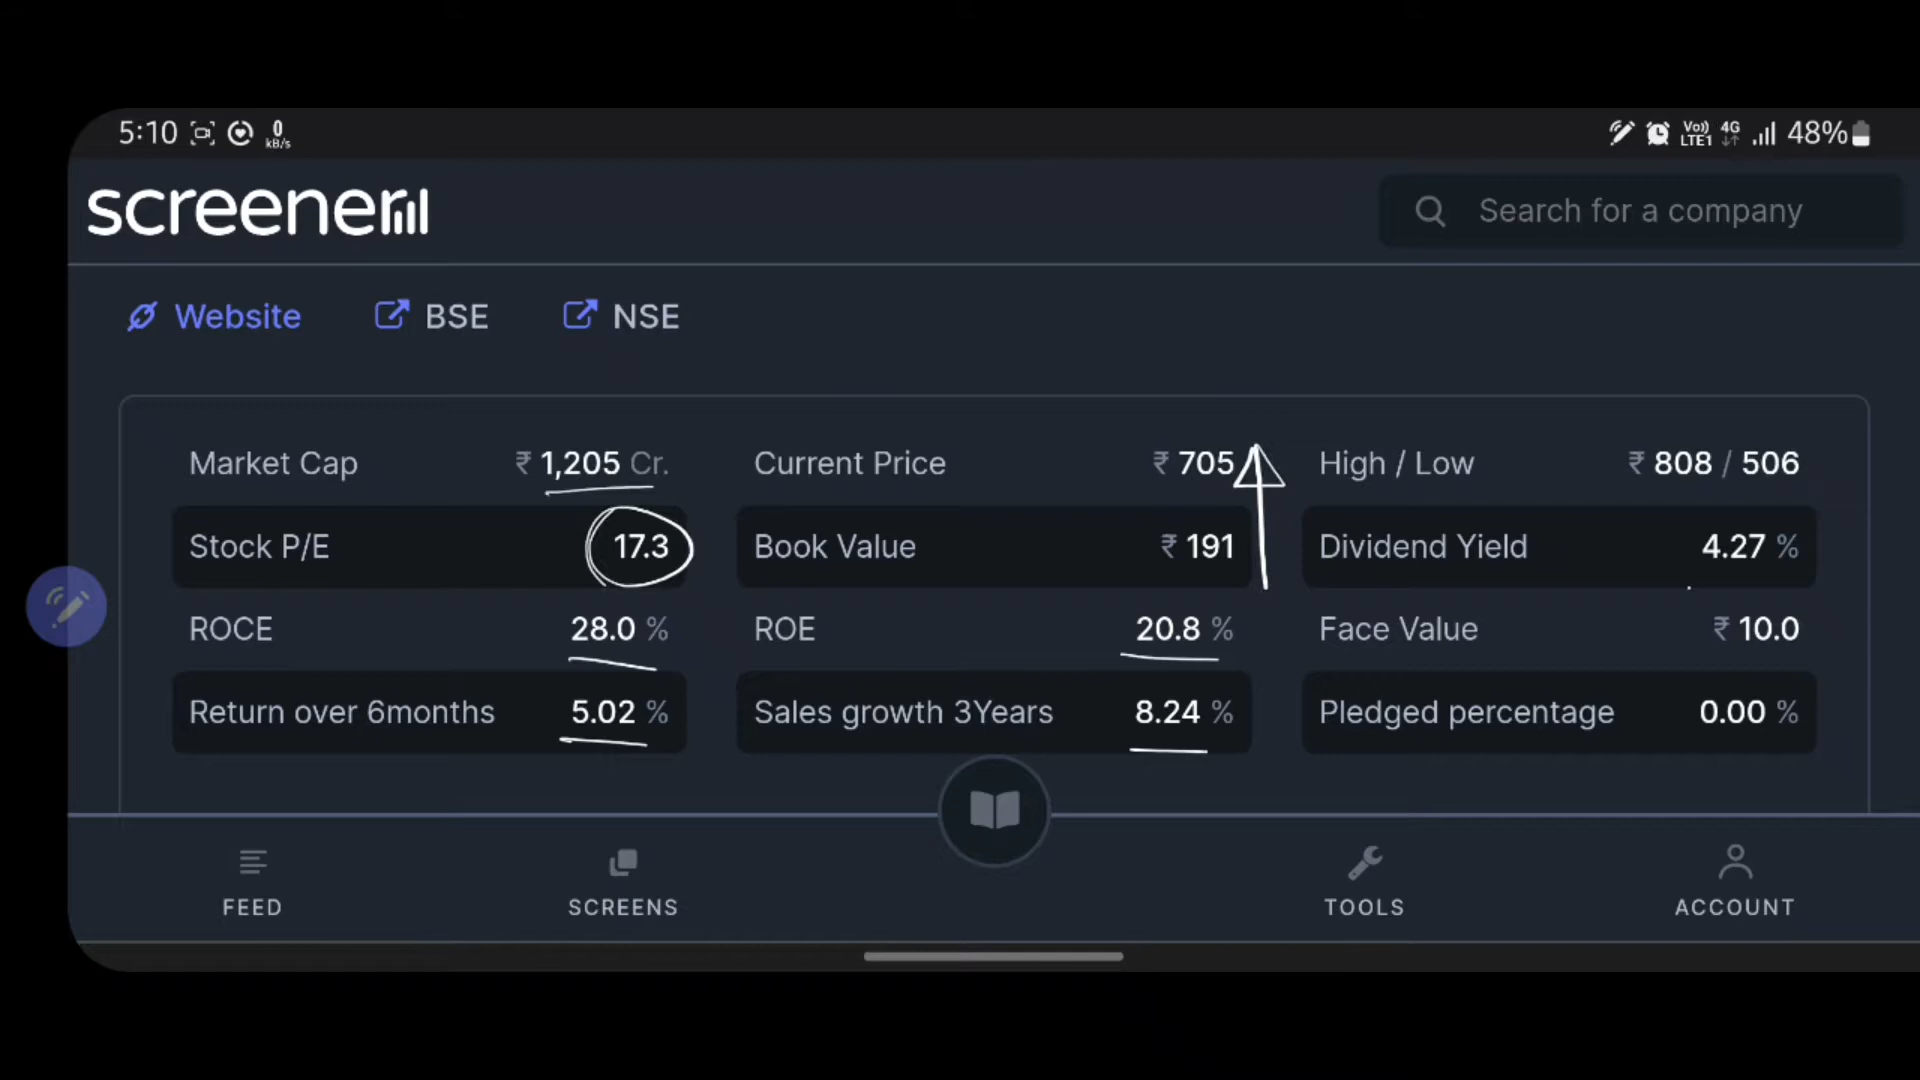 5:10 0 kB/s Vo)) LTE1 4G 48%
screener
Search for a company
Website BSE NSE
Market Cap ₹ 1,205 Cr. Current Price ₹ 705 High / Low ₹ 808 / 506
Stock P/E 17.3 Book Value ₹ 191 Dividend Yield 4.27 %
ROCE 28.0 % ROE 20.8 % Face Value ₹ 10.0
Return over 6months 5.02 % Sales growth 3Years 8.24 % Pledged percentage 0.00 %
FEED SCREENS TOOLS ACCOUNT